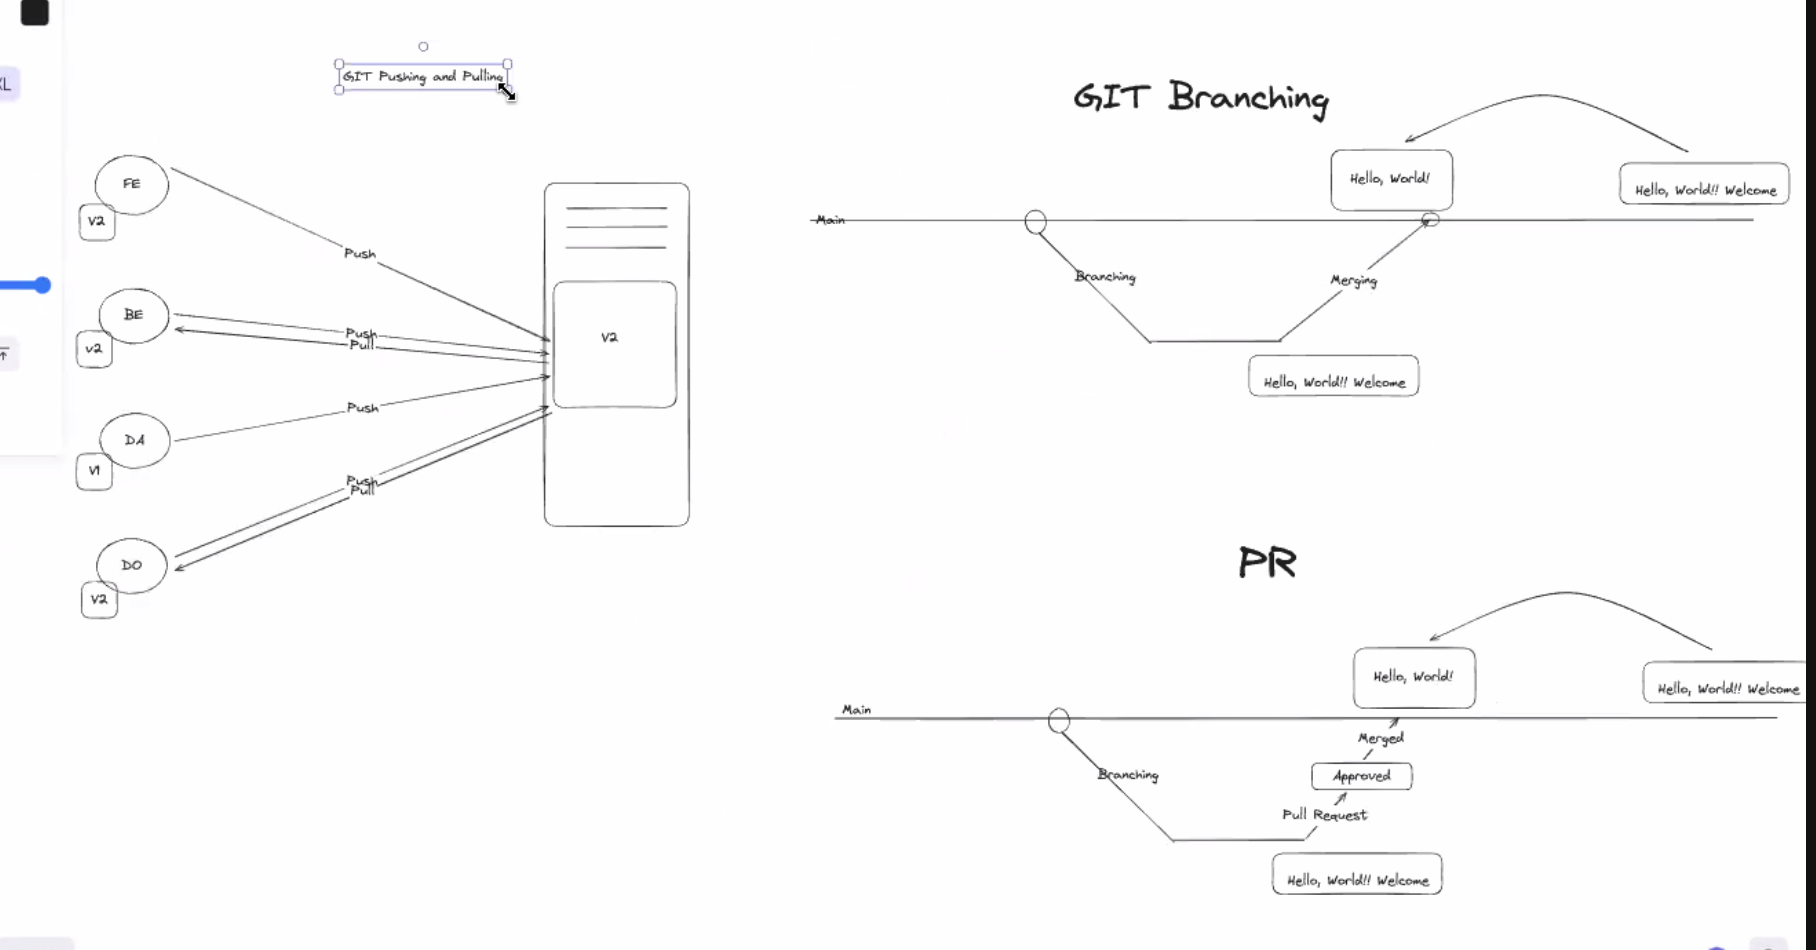 GIT Pushing and Pulling
FE
V2
Push
BE
V2
Push
Pull
V2
DA
V1
Push
DO
V2
Push
Pull
GIT Branching
Hello, World!
Hello, World!! Welcome
Main
Branching
Merging
Hello, World!! Welcome
PR
Hello, World!
Hello, World!! Welcome
Main
Merged
Branching
Approved
Pull Request
Hello, World!! Welcome